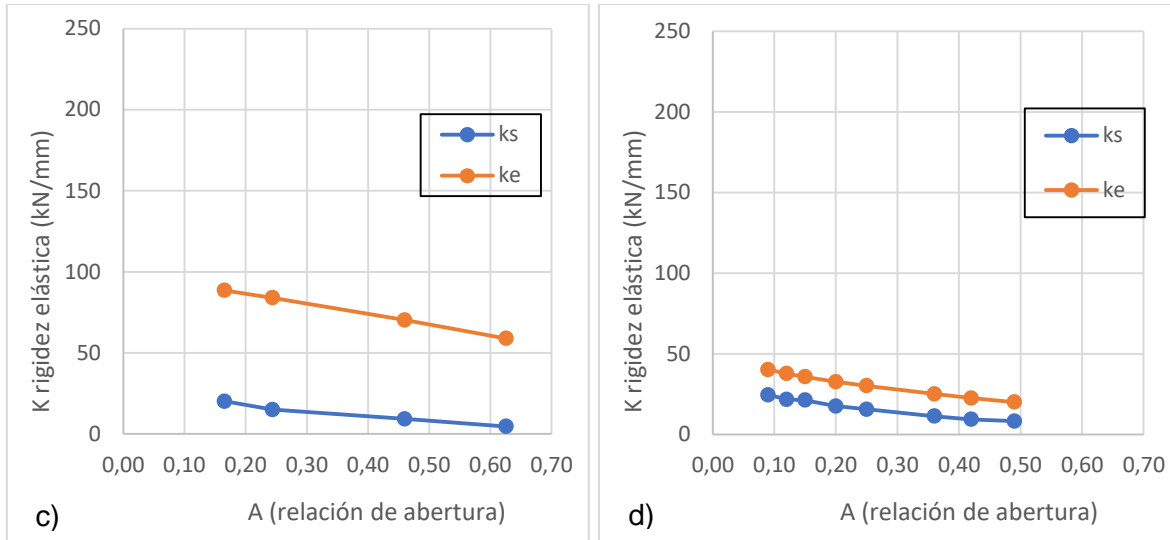 K rigidez elástica (kN/mm)
250
200
150
100
50
0
0,00 0,10 0,20 0,30 0,40 0,50 0,60 0,70
A (relación de abertura)
ks
ke
c)
K rigidez elástica (kN/mm)
250
200
150
100
50
0
0,00 0,10 0,20 0,30 0,40 0,50 0,60 0,70
A (relación de abertura)
ks
ke
d)